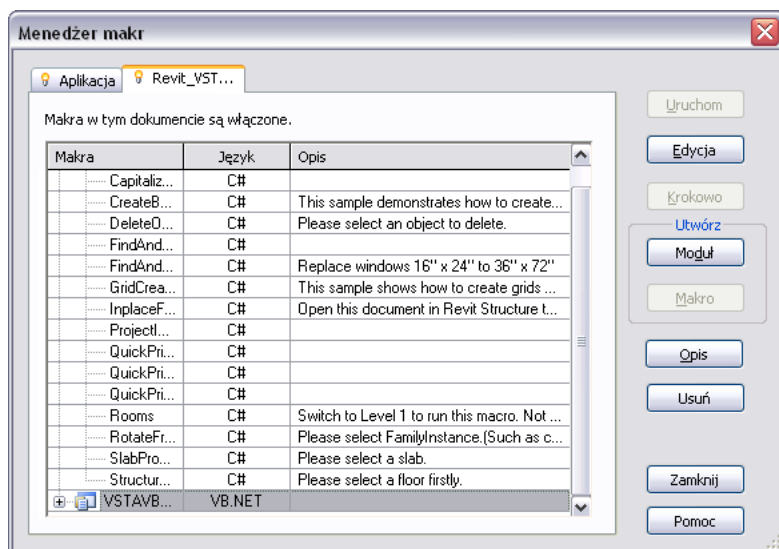 Menedżer makr
Aplikacja
Revit_VST...
Makra w tym dokumencie są włączone.
Makra Język Opis
Capitaliz... C#
CreateB... C# This sample demonstrates how to create...
DeleteO... C# Please select an object to delete.
FindAnd... C#
FindAnd... C# Replace windows 16" x 24" to 36" x 72"
GridCrea... C# This sample shows how to create grids ...
InplaceF... C# Open this document in Revit Structure t...
ProjectI... C#
QuickPri... C#
QuickPri... C#
QuickPri... C#
Rooms C# Switch to Level 1 to run this macro. Not ...
RotateFr... C# Please select FamilyInstance.(Such as c...
SlabPro... C# Please select a slab.
Structur... C# Please select a floor firstly.
VSTAVB... VB.NET
Uruchom
Edycja
Krokowo
Utwórz
Moduł
Makro
Opis
Usuń
Zamknij
Pomoc